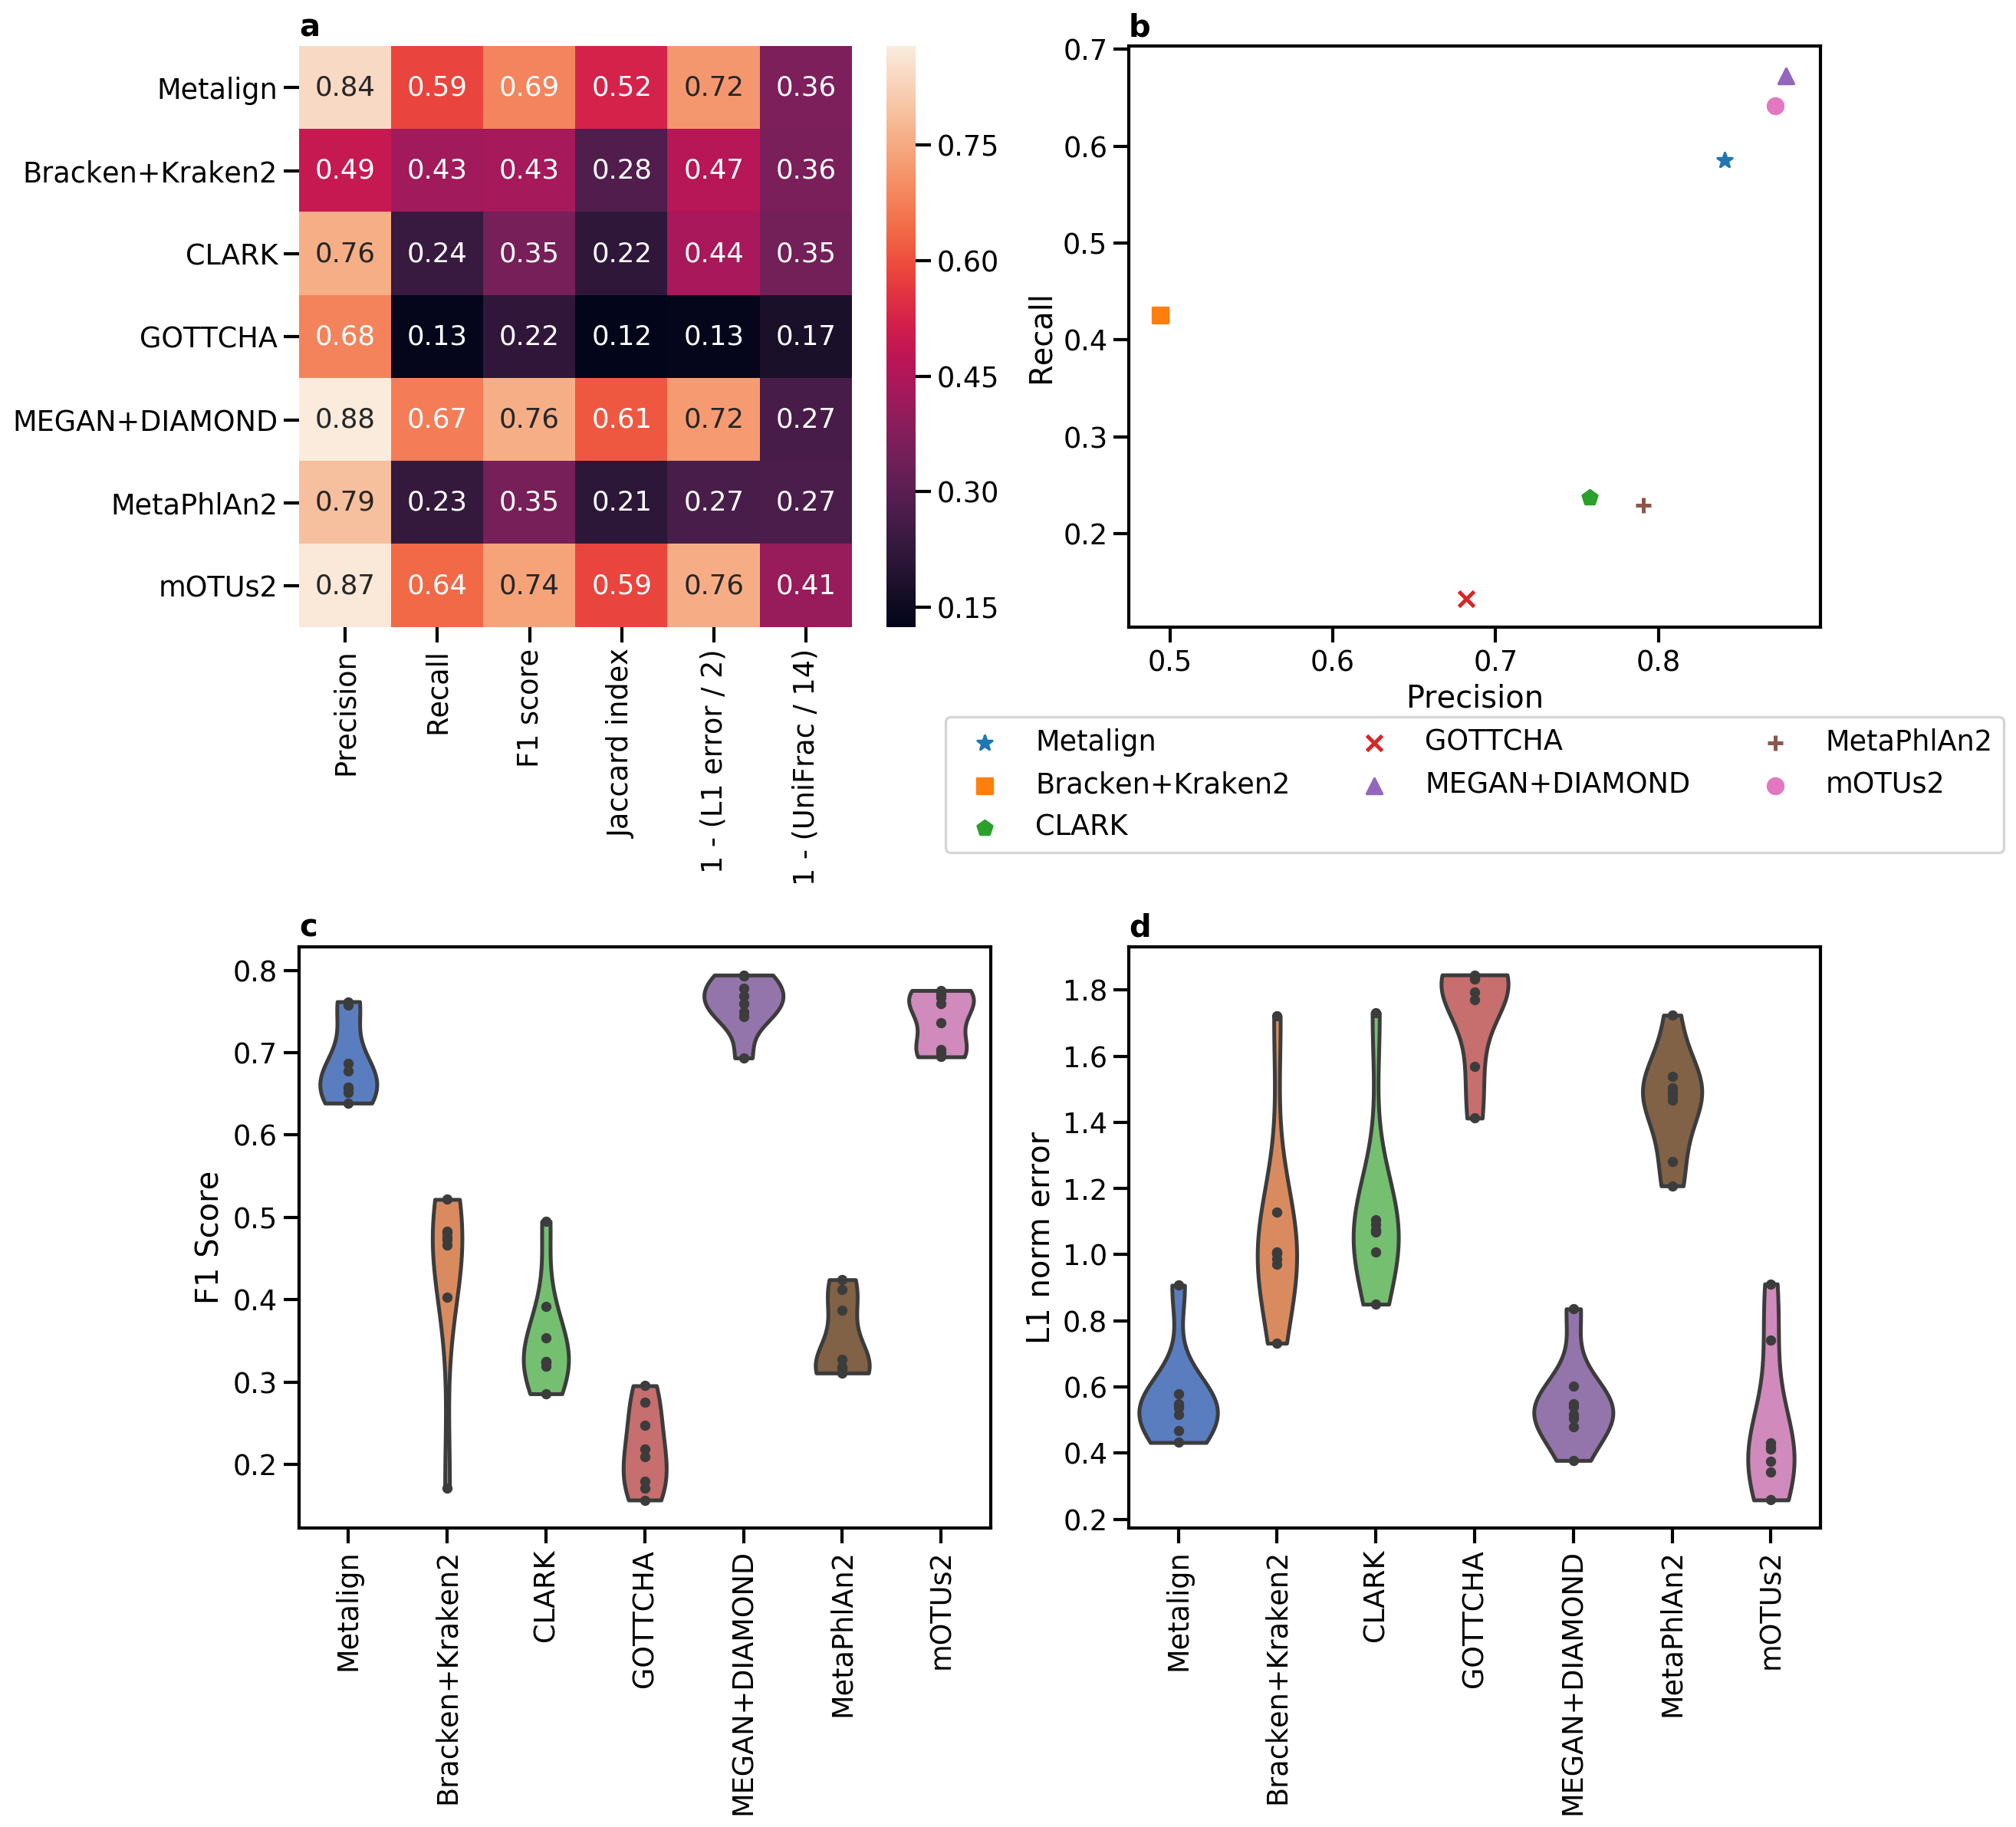 a
Metalign 0.84 0.59 0.69 0.52 0.72 0.36
Bracken+Kraken2 0.49 0.43 0.43 0.28 0.47 0.36
CLARK 0.76 0.24 0.35 0.22 0.44 0.35
GOTTCHA 0.68 0.13 0.22 0.12 0.13 0.17
MEGAN+DIAMOND 0.88 0.67 0.76 0.61 0.72 0.27
MetaPhlAn2 0.79 0.23 0.35 0.21 0.27 0.27
mOTUs2 0.87 0.64 0.74 0.59 0.76 0.41
Precision
Recall
F1 score
Jaccard index
1 - (L1 error / 2)
1 - (UniFrac / 14)
0.75
0.60
0.45
0.30
0.15
b
Recall
0.7
0.6
0.5
0.4
0.3
0.2
0.5 0.6 0.7 0.8
Precision
Metalign GOTTCHA MetaPhlAn2
Bracken+Kraken2 MEGAN+DIAMOND mOTUs2
CLARK
c
F1 Score
0.8
0.7
0.6
0.5
0.4
0.3
0.2
Metalign
Bracken+Kraken2
CLARK
GOTTCHA
MEGAN+DIAMOND
MetaPhlAn2
mOTUs2
d
L1 norm error
1.8
1.6
1.4
1.2
1.0
0.8
0.6
0.4
0.2
Metalign
Bracken+Kraken2
CLARK
GOTTCHA
MEGAN+DIAMOND
MetaPhlAn2
mOTUs2